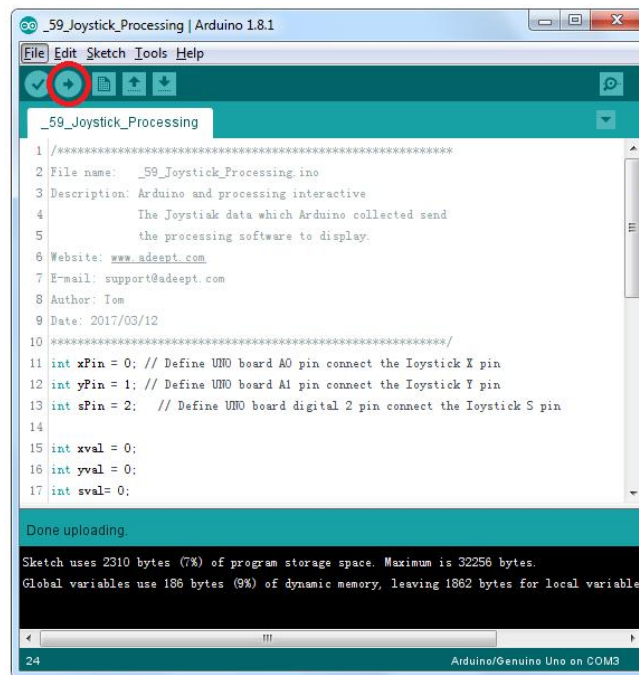 _59_Joystick_Processing | Arduino 1.8.1
File Edit Sketch Tools Help
_59_Joystick_Processing
1 /***********************************************************
2 File name: _59_Joystick_Processing.ino
3 Description: Arduino and processing interactive
4 The Joystiak data which Arduino collected send
5 the processing software to display.
6 Website: www.adeept.com
7 E-mail: support@adeept.com
8 Author: Tom
9 Date: 2017/03/12
10 ***********************************************************/
11 int xPin = 0; // Define UNO board A0 pin connect the Ioystick X pin
12 int yPin = 1; // Define UNO board A1 pin connect the Ioystick Y pin
13 int sPin = 2; // Define UNO board digital 2 pin connect the Ioystick S pin
14
15 int xval = 0;
16 int yval = 0;
17 int sval= 0;
Done uploading.
Sketch uses 2310 bytes (7%) of program storage space. Maximum is 32256 bytes.
Global variables use 186 bytes (9%) of dynamic memory, leaving 1862 bytes for local variable
24 Arduino/Genuino Uno on COM3